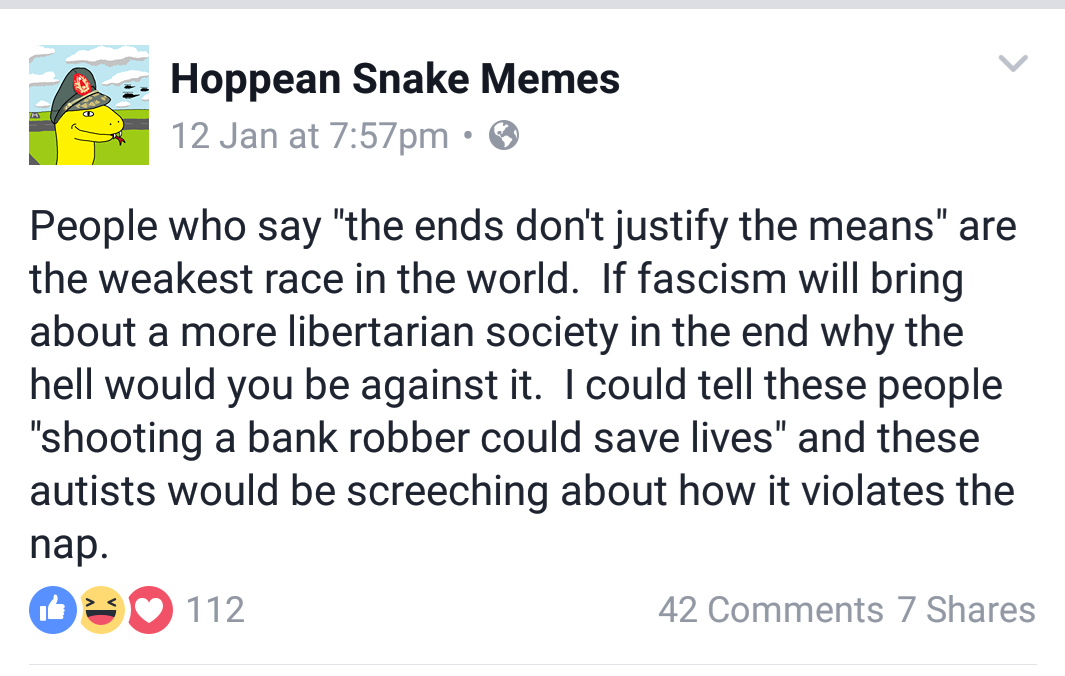 Hoppean Snake Memes
12 Jan at 7:57pm •
People who say "the ends don't justify the means" are
the weakest race in the world.  If fascism will bring
about a more libertarian society in the end why the
hell would you be against it.  I could tell these people
"shooting a bank robber could save lives" and these
autists would be screeching about how it violates the
nap.
112
42 Comments 7 Shares